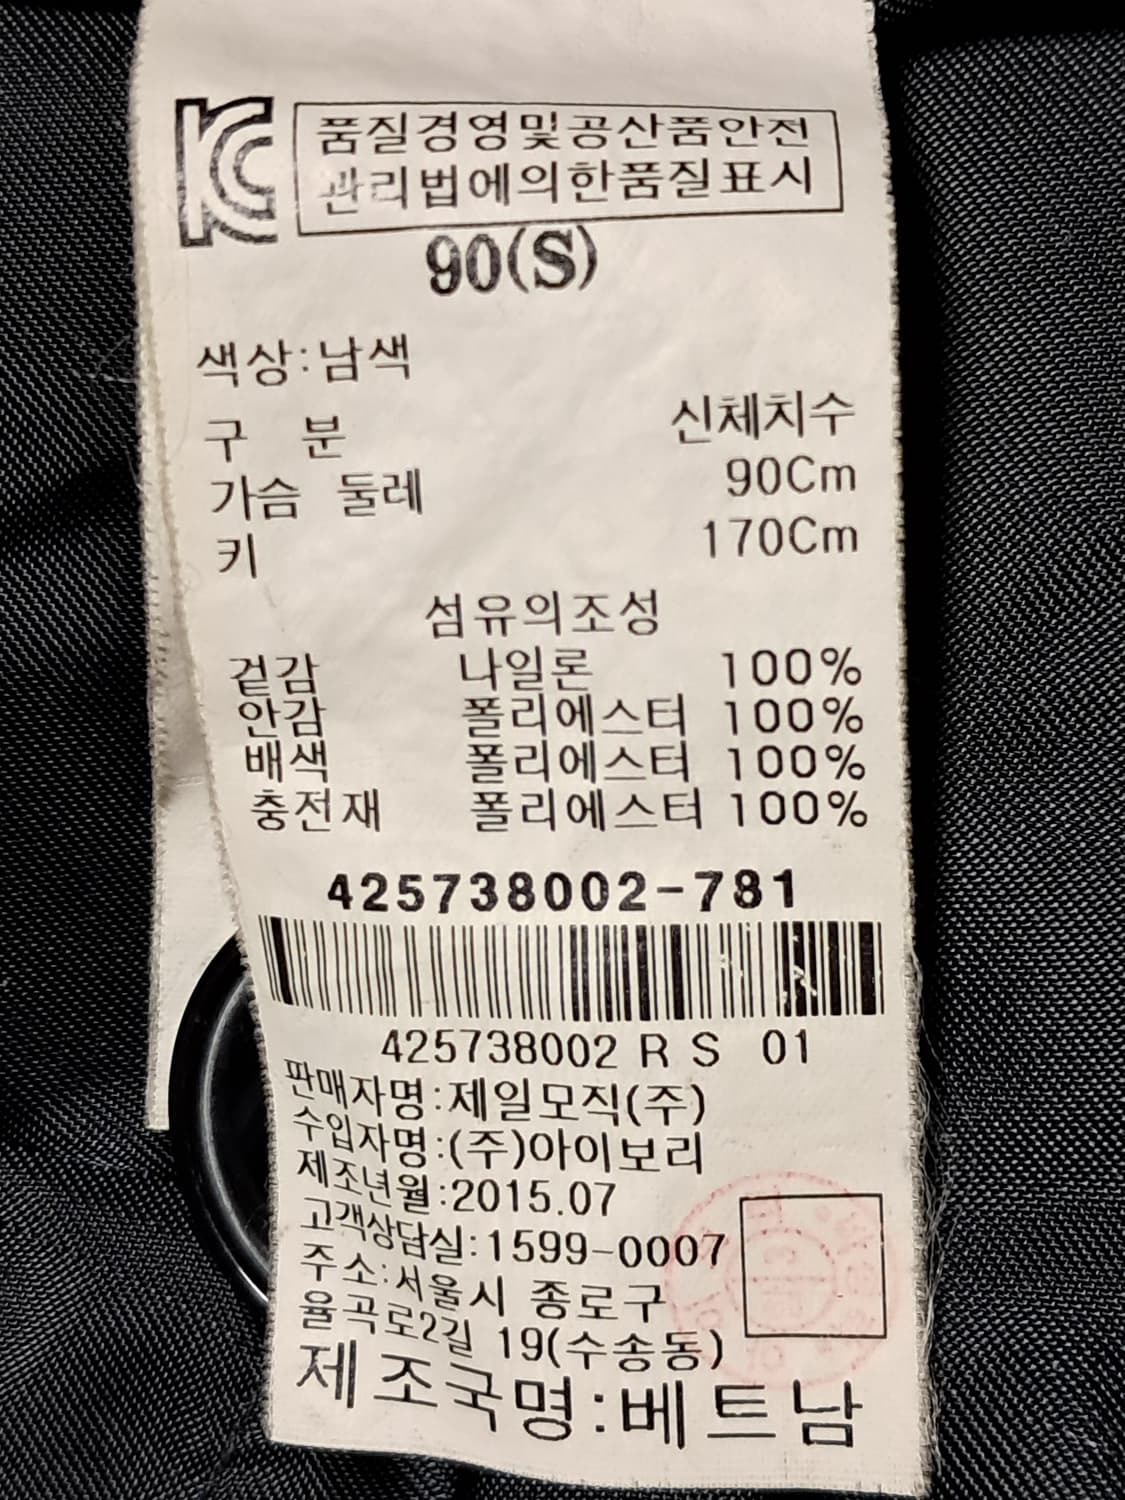 KC
품질경영및공산품안전
관리법에의한품질표시
90(S)
색상:남색
구 분 신체치수
가슴 둘레 90Cm
키 170Cm
섬유의조성
겉감 나일론 100%
안감 폴리에스터 100%
배색 폴리에스터 100%
충전재 폴리에스터 100%
425738002-781
425738002 R S 01
판매자명:제일모직(주)
수입자명:(주)아이보리
제조년월:2015.07
고객상담실:1599-0007
주소:서울시 종로구
율곡로2길 19(수송동)
제조국명:베트남